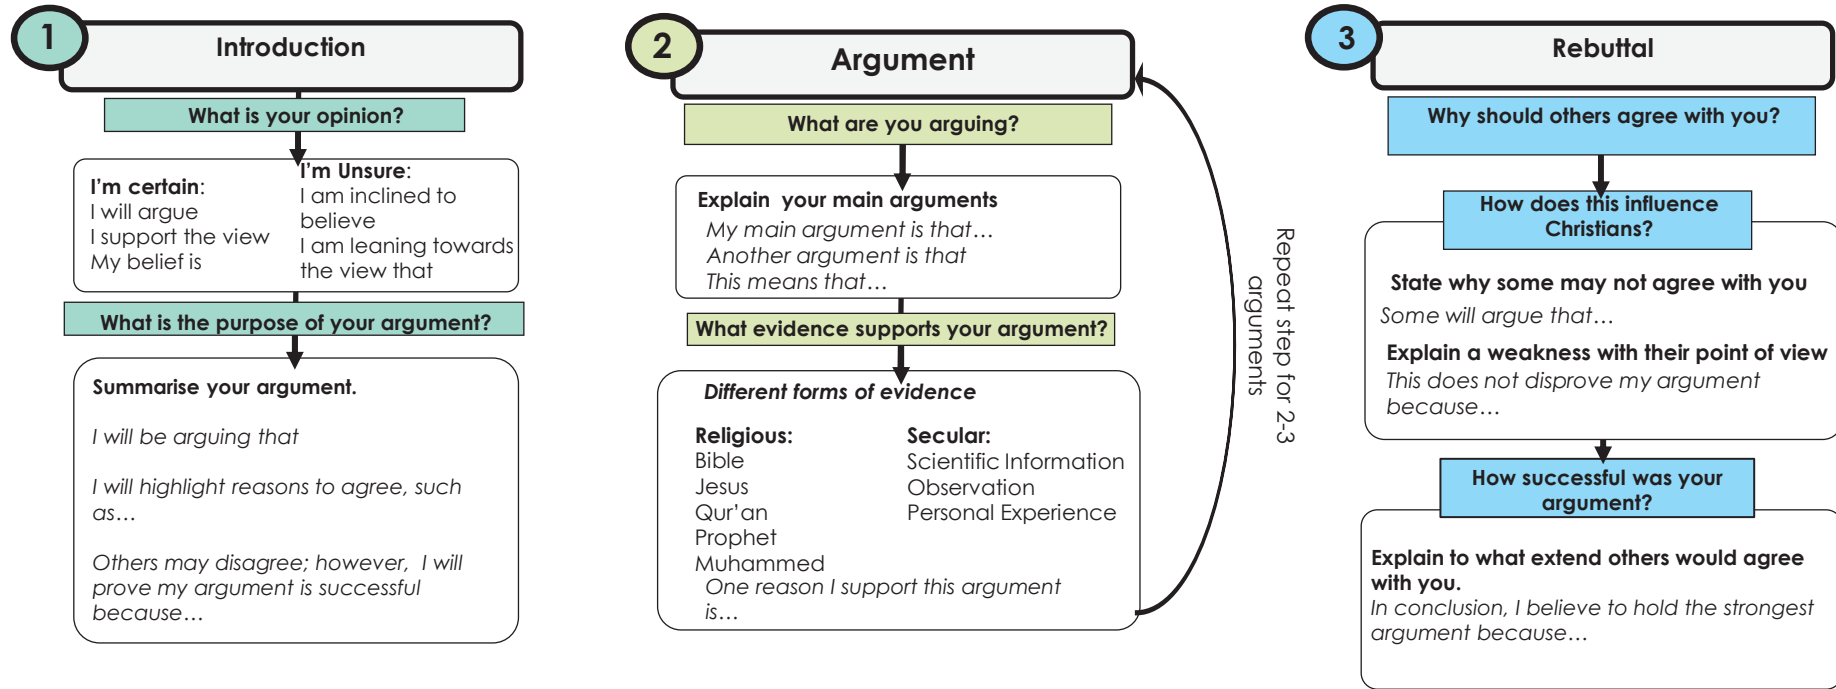 1
Introduction
What is your opinion?
I'm certain:
I will argue
I support the view
My belief is
I'm Unsure:
I am inclined to
believe
I am leaning towards
the view that
What is the purpose of your argument?
Summarise your argument.
I will be arguing that
I will highlight reasons to agree, such
as…
Others may disagree; however, I will
prove my argument is successful
because…
2
Argument
What are you arguing?
Explain your main arguments
My main argument is that…
Another argument is that
This means that…
What evidence supports your argument?
Different forms of evidence
Religious:
Bible
Jesus
Qur'an
Prophet
Muhammed
Secular:
Scientific Information
Observation
Personal Experience
One reason I support this argument
is…
Repeat step for 2-3
arguments
3
Rebuttal
Why should others agree with you?
How does this influence
Christians?
State why some may not agree with you
Some will argue that…
Explain a weakness with their point of view
This does not disprove my argument
because…
How successful was your
argument?
Explain to what extend others would agree
with you.
In conclusion, I believe to hold the strongest
argument because…